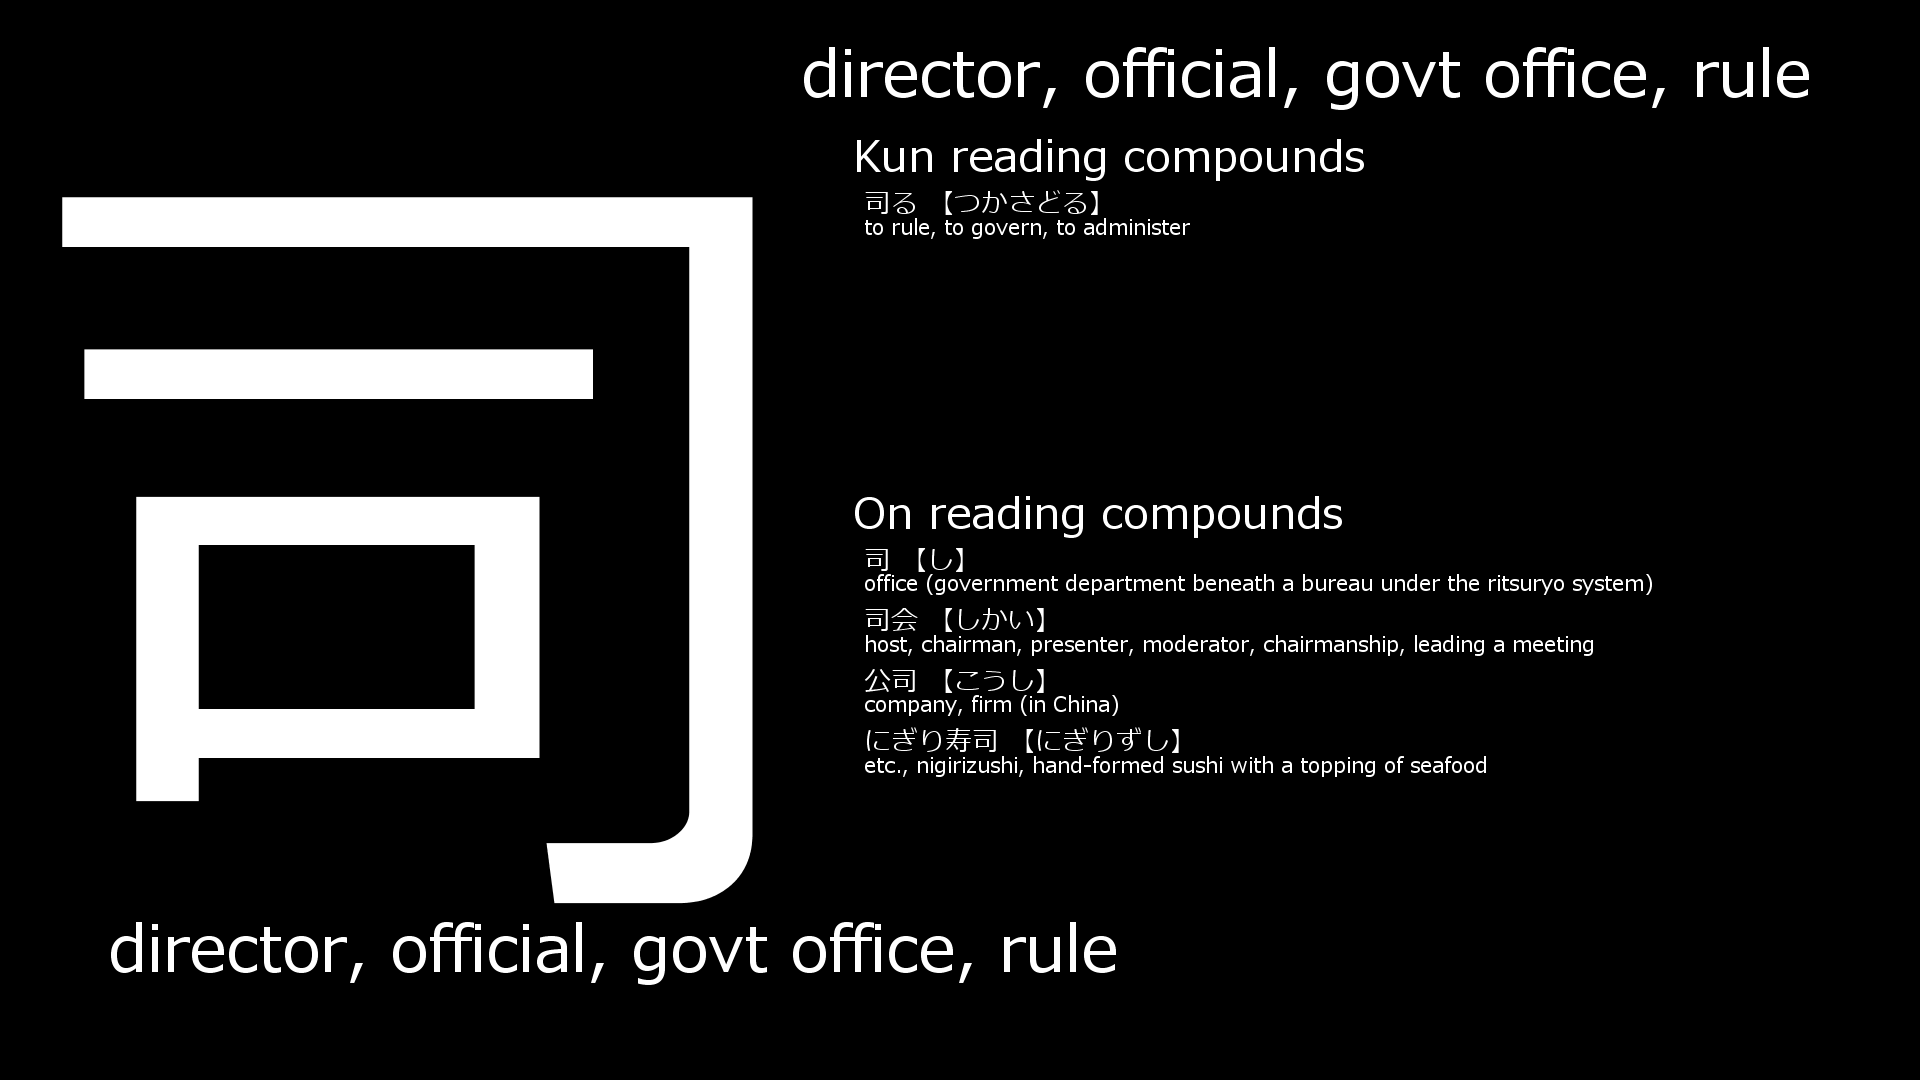 director, official, govt office, rule
司
Kun reading compounds
司る 【つかさどる】
to rule, to govern, to administer
On reading compounds
司 【し】
office (government department beneath a bureau under the ritsuryo system)
司会 【しかい】
host, chairman, presenter, moderator, chairmanship, leading a meeting
公司 【こうし】
company, firm (in China)
にぎり寿司 【にぎりずし】
etc., nigirizushi, hand-formed sushi with a topping of seafood
director, official, govt office, rule